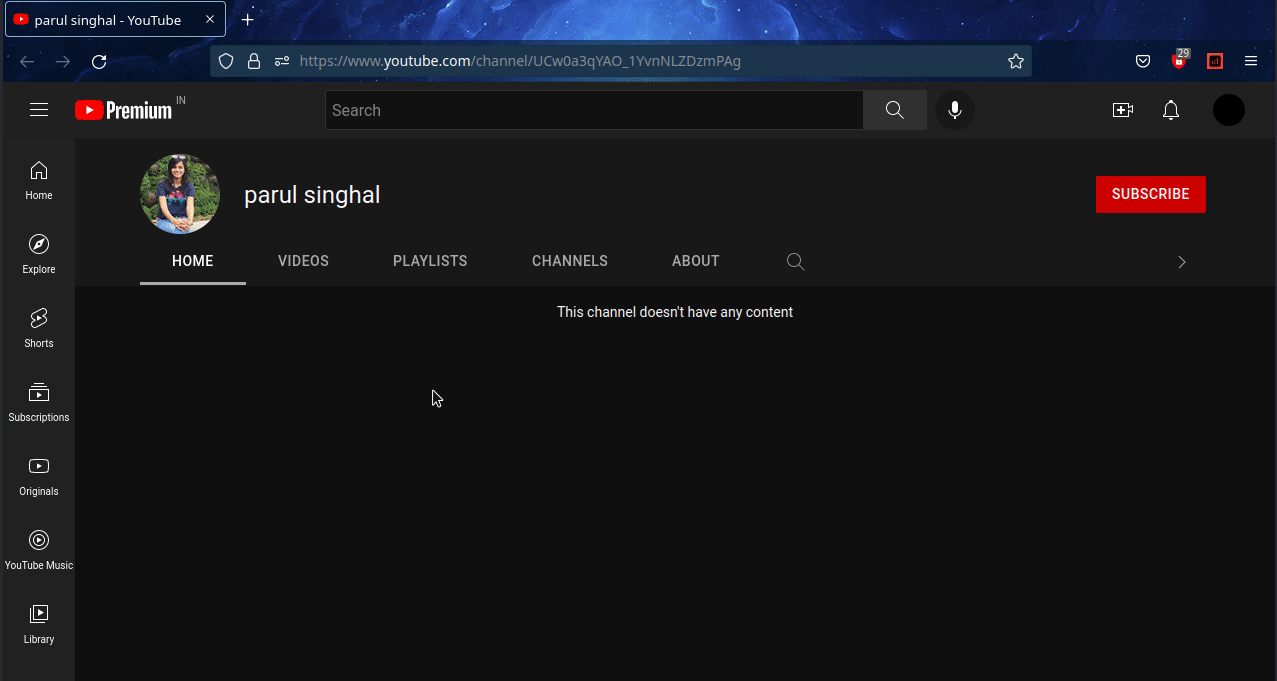 parul singhal - YouTube
29
https://www.youtube.com/channel/UCw0a3qYAO_1YvnNLZDzmPAg
Premium IN
Search
Home
Explore
Shorts
Subscriptions
Originals
YouTube Music
Library
parul singhal
SUBSCRIBE
HOME VIDEOS PLAYLISTS CHANNELS ABOUT
This channel doesn't have any content